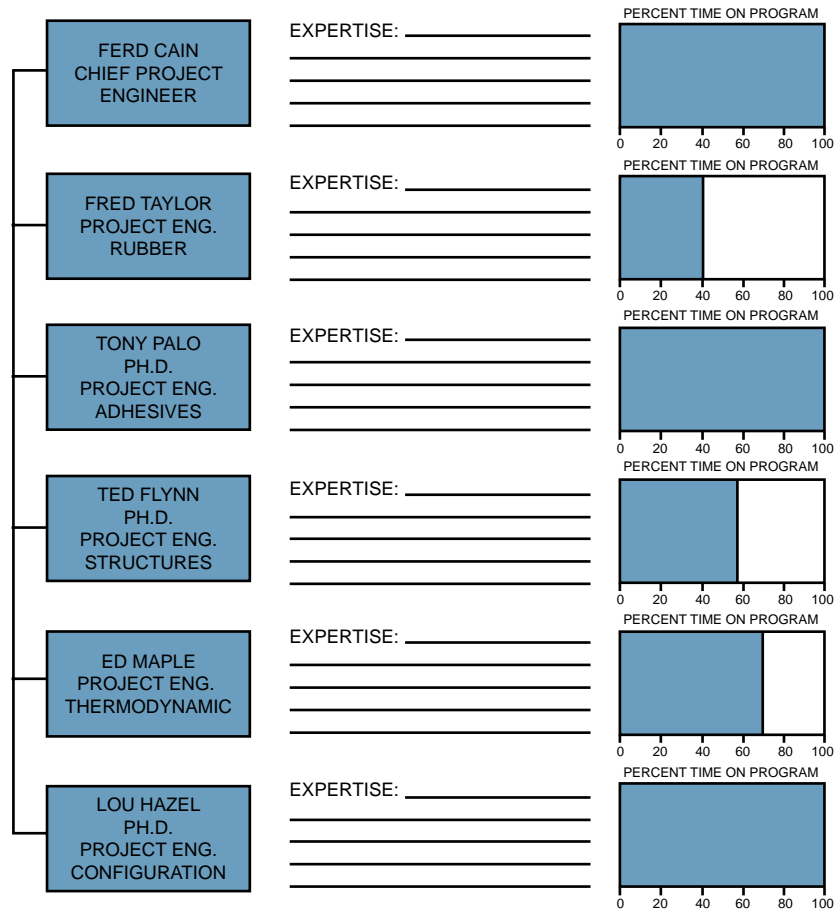 PERCENT TIME ON PROGRAM
FERD CAIN
CHIEF PROJECT
ENGINEER
EXPERTISE:
0 20 40 60 80 100
PERCENT TIME ON PROGRAM
FRED TAYLOR
PROJECT ENG.
RUBBER
EXPERTISE:
0 20 40 60 80 100
PERCENT TIME ON PROGRAM
TONY PALO
PH.D.
PROJECT ENG.
ADHESIVES
EXPERTISE:
0 20 40 60 80 100
PERCENT TIME ON PROGRAM
TED FLYNN
PH.D.
PROJECT ENG.
STRUCTURES
EXPERTISE:
0 20 40 60 80 100
PERCENT TIME ON PROGRAM
ED MAPLE
PROJECT ENG.
THERMODYNAMIC
EXPERTISE:
0 20 40 60 80 100
PERCENT TIME ON PROGRAM
LOU HAZEL
PH.D.
PROJECT ENG.
CONFIGURATION
EXPERTISE:
0 20 40 60 80 100